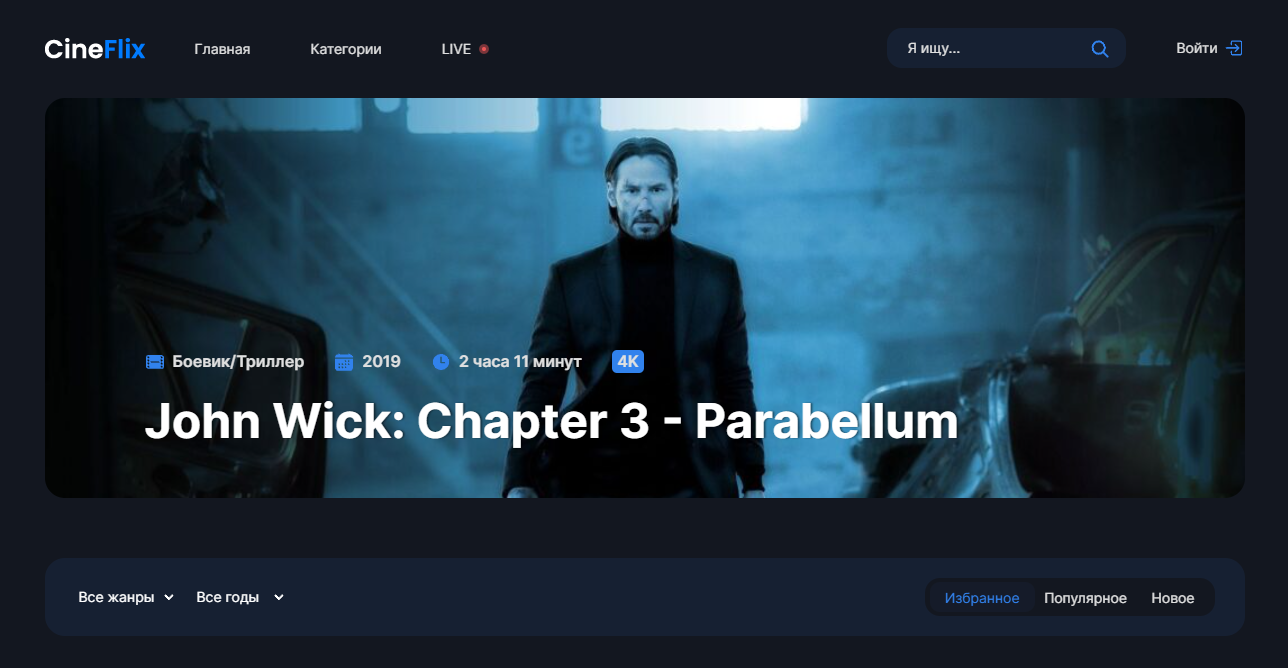 CineFlix Главная Категории LIVE Я ищу... Войти
Боевик/Триллер 2019 2 часа 11 минут 4K
John Wick: Chapter 3 - Parabellum
Все жанры Все годы Избранное Популярное Новое